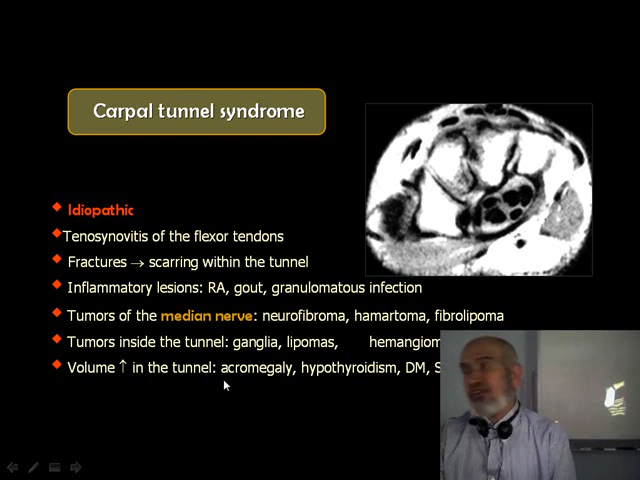 Carpal tunnel syndrome
Idiopathic
Tenosynovitis of the flexor tendons
Fractures → scarring within the tunnel
Inflammatory lesions: RA, gout, granulomatous infection
Tumors of the median nerve: neurofibroma, hamartoma, fibrolipoma
Tumors inside the tunnel: ganglia, lipomas,
Volume ↑ in the tunnel: acromegaly, hypothyroidism, DM,